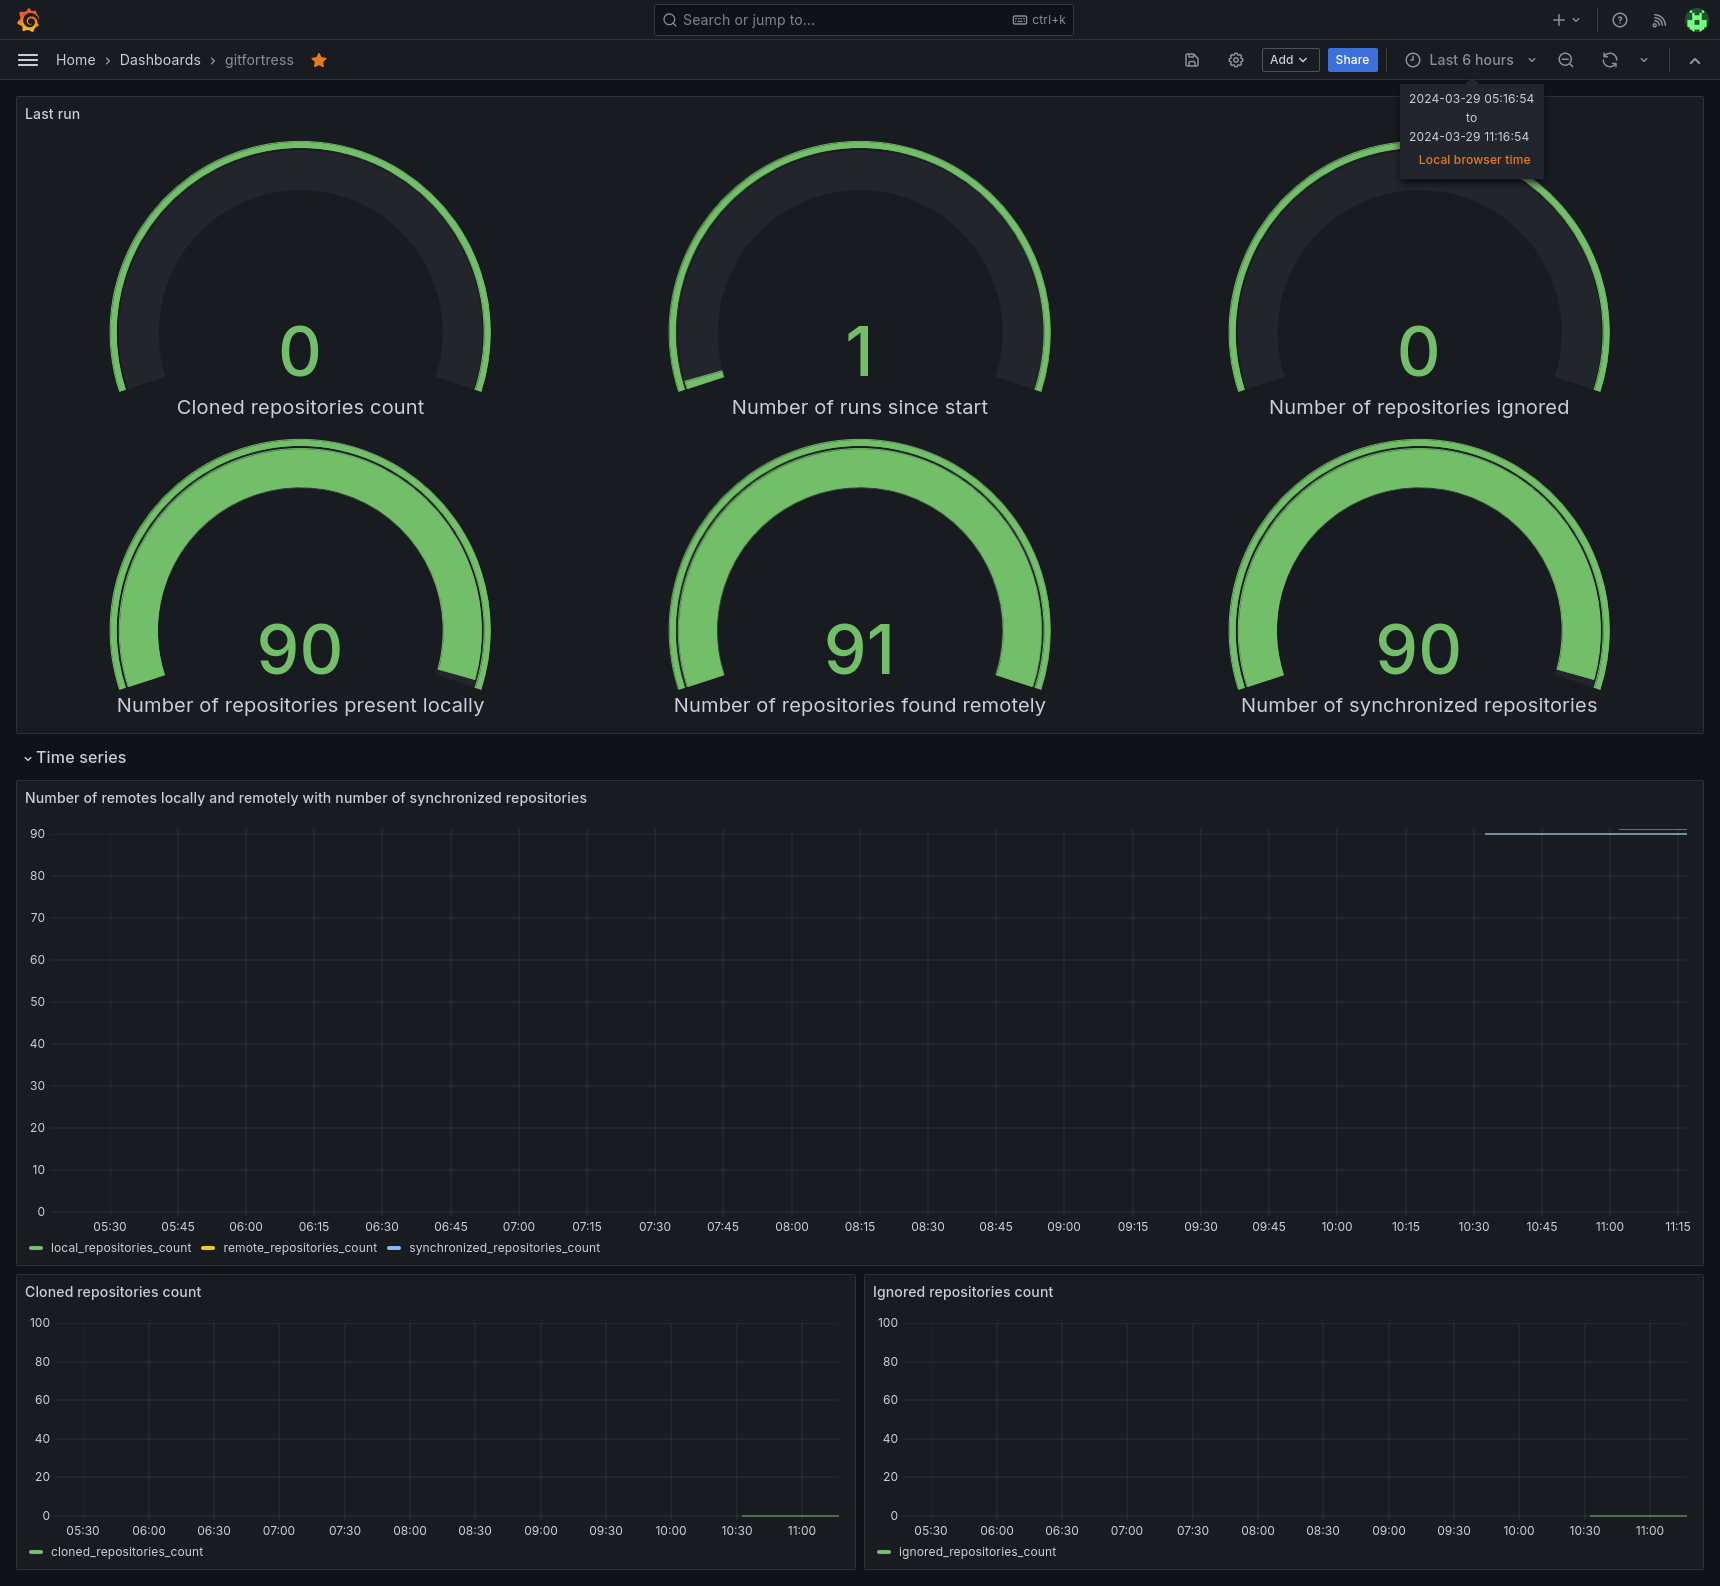 Search or jump to... ctrl+k
Home › Dashboards › gitfortress Add Share Last 6 hours
2024-03-29 05:16:54
to
2024-03-29 11:16:54
Local browser time
Last run
0 1 0
Cloned repositories count Number of runs since start Number of repositories ignored
90 91 90
Number of repositories present locally Number of repositories found remotely Number of synchronized repositories
Time series
Number of remotes locally and remotely with number of synchronized repositories
90
80
70
60
50
40
30
20
10
0
05:30 05:45 06:00 06:15 06:30 06:45 07:00 07:15 07:30 07:45 08:00 08:15 08:30 08:45 09:00 09:15 09:30 09:45 10:00 10:15 10:30 10:45 11:00 11:15
local_repositories_count remote_repositories_count synchronized_repositories_count
Cloned repositories count
100
80
60
40
20
0
05:30 06:00 06:30 07:00 07:30 08:00 08:30 09:00 09:30 10:00 10:30 11:00
cloned_repositories_count
Ignored repositories count
100
80
60
40
20
0
05:30 06:00 06:30 07:00 07:30 08:00 08:30 09:00 09:30 10:00 10:30 11:00
ignored_repositories_count